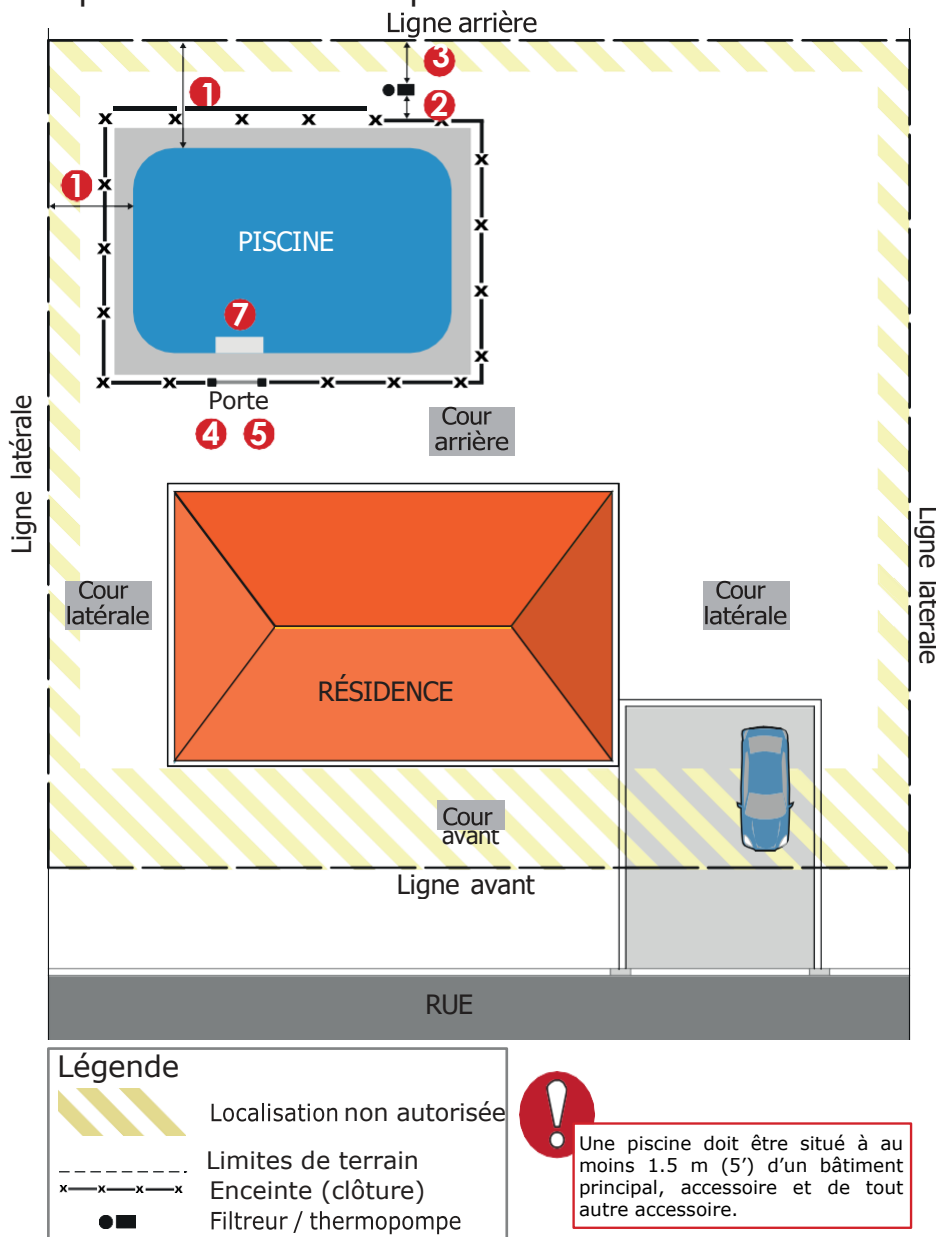 Ligne arrière
3
1
2
1
PISCINE
7
Porte
4 5
Cour
arrière
Ligne latérale
Ligne laterale
Cour
latérale
Cour
latérale
RÉSIDENCE
Cour
avant
Ligne avant
RUE
Légende
Localisation non autorisée
Limites de terrain
x x x x Enceinte (clôture)
Filtreur / thermopompe
Une piscine doit être situé à au
moins 1.5 m (5’) d’un bâtiment
principal, accessoire et de tout
autre accessoire.